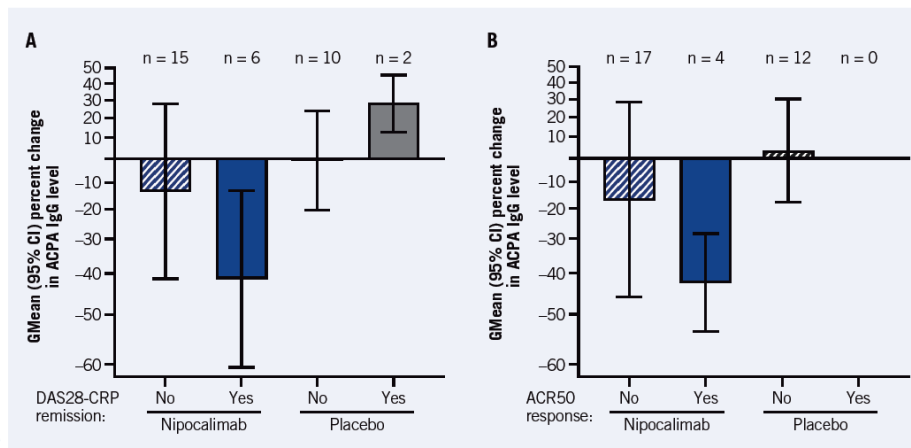 A
n = 15 n = 6 n = 10 n = 2
GMean (95% CI) percent change
in ACPA IgG level
50
40
30
20
10
–10
–20
–30
–40
–50
–60
DAS28-CRP
remission:
No Yes No Yes
Nipocalimab Placebo
B
n = 17 n = 4 n = 12 n = 0
GMean (95% CI) percent change
in ACPA IgG level
50
40
30
20
10
–10
–20
–30
–40
–50
–60
ACR50
response:
No Yes No Yes
Nipocalimab Placebo